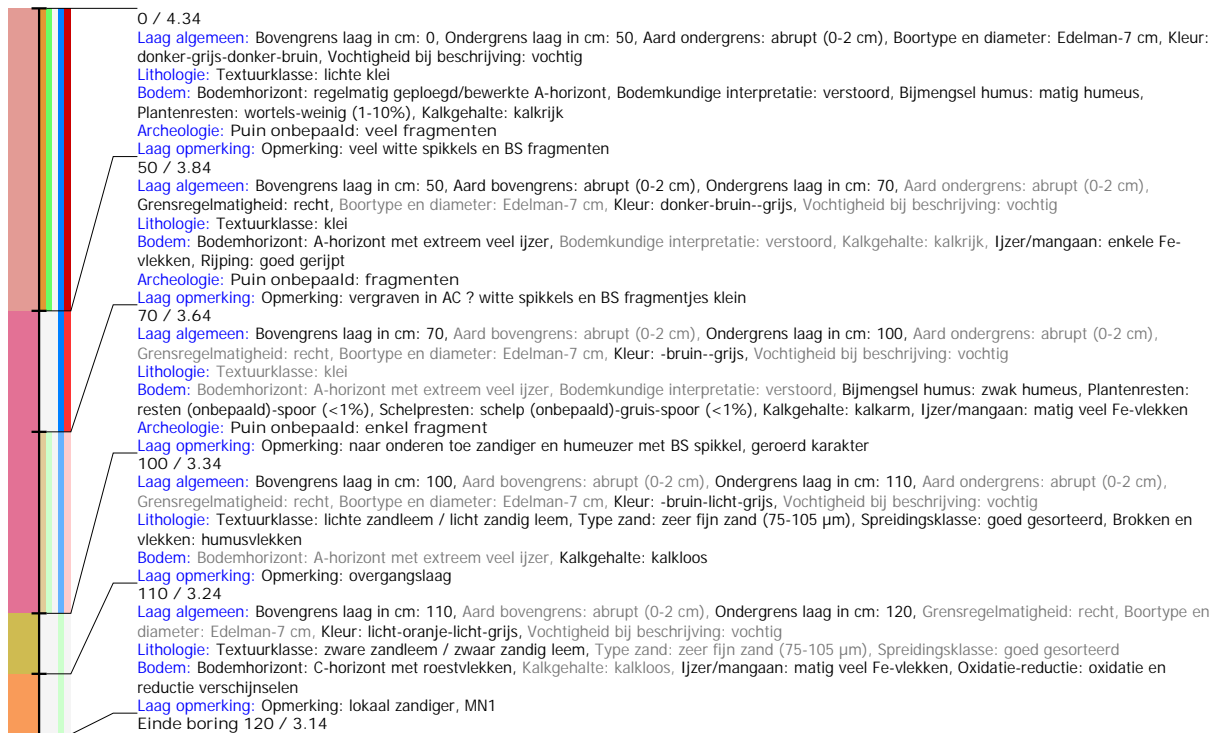 0 / 4.34
Laag algemeen: Bovengrens laag in cm: 0, Ondergrens laag in cm: 50, Aard ondergrens: abrupt (0-2 cm), Boortype en diameter: Edelman-7 cm, Kleur:
donker-grijs-donker-bruin, Vochtigheid bij beschrijving: vochtig
Lithologie: Textuurklasse: lichte klei
Bodem: Bodemhorizont: regelmatig geploegd/bewerkte A-horizont, Bodemkundige interpretatie: verstoord, Bijmengsel humus: matig humeus,
Plantenresten: wortels-weinig (1-10%), Kalkgehalte: kalkrijk
Archeologie: Puin onbepaald: veel fragmenten
Laag opmerking: Opmerking: veel witte spikkels en BS fragmenten
50 / 3.84
Laag algemeen: Bovengrens laag in cm: 50, Aard bovengrens: abrupt (0-2 cm), Ondergrens laag in cm: 70, Aard ondergrens: abrupt (0-2 cm),
Grensregelmatigheid: recht, Boortype en diameter: Edelman-7 cm, Kleur: donker-bruin--grijs, Vochtigheid bij beschrijving: vochtig
Lithologie: Textuurklasse: klei
Bodem: Bodemhorizont: A-horizont met extreem veel ijzer, Bodemkundige interpretatie: verstoord, Kalkgehalte: kalkrijk, Ijzer/mangaan: enkele Fe-
vlekken, Rijping: goed gerijpt
Archeologie: Puin onbepaald: fragmenten
Laag opmerking: Opmerking: vergraven in AC ? witte spikkels en BS fragmentjes klein
70 / 3.64
Laag algemeen: Bovengrens laag in cm: 70, Aard bovengrens: abrupt (0-2 cm), Ondergrens laag in cm: 100, Aard ondergrens: abrupt (0-2 cm),
Grensregelmatigheid: recht, Boortype en diameter: Edelman-7 cm, Kleur: -bruin--grijs, Vochtigheid bij beschrijving: vochtig
Lithologie: Textuurklasse: klei
Bodem: Bodemhorizont: A-horizont met extreem veel ijzer, Bodemkundige interpretatie: verstoord, Bijmengsel humus: zwak humeus, Plantenresten:
resten (onbepaald)-spoor (<1%), Schelpresten: schelp (onbepaald)-gruis-spoor (<1%), Kalkgehalte: kalkarm, Ijzer/mangaan: matig veel Fe-vlekken
Archeologie: Puin onbepaald: enkel fragment
Laag opmerking: Opmerking: naar onderen toe zandiger en humeuzer met BS spikkel, geroerd karakter
100 / 3.34
Laag algemeen: Bovengrens laag in cm: 100, Aard bovengrens: abrupt (0-2 cm), Ondergrens laag in cm: 110, Aard ondergrens: abrupt (0-2 cm),
Grensregelmatigheid: recht, Boortype en diameter: Edelman-7 cm, Kleur: -bruin-licht-grijs, Vochtigheid bij beschrijving: vochtig
Lithologie: Textuurklasse: lichte zandleem / licht zandig leem, Type zand: zeer fijn zand (75-105 µm), Spreidingsklasse: goed gesorteerd, Brokken en
vlekken: humusvlekken
Bodem: Bodemhorizont: A-horizont met extreem veel ijzer, Kalkgehalte: kalkloos
Laag opmerking: Opmerking: overgangslaag
110 / 3.24
Laag algemeen: Bovengrens laag in cm: 110, Aard bovengrens: abrupt (0-2 cm), Ondergrens laag in cm: 120, Grensregelmatigheid: recht, Boortype en
diameter: Edelman-7 cm, Kleur: licht-oranje-licht-grijs, Vochtigheid bij beschrijving: vochtig
Lithologie: Textuurklasse: zware zandleem / zwaar zandig leem, Type zand: zeer fijn zand (75-105 µm), Spreidingsklasse: goed gesorteerd
Bodem: Bodemhorizont: C-horizont met roestvlekken, Kalkgehalte: kalkloos, Ijzer/mangaan: matig veel Fe-vlekken, Oxidatie-reductie: oxidatie en
reductie verschijnselen
Laag opmerking: Opmerking: lokaal zandiger, MN1
Einde boring 120 / 3.14